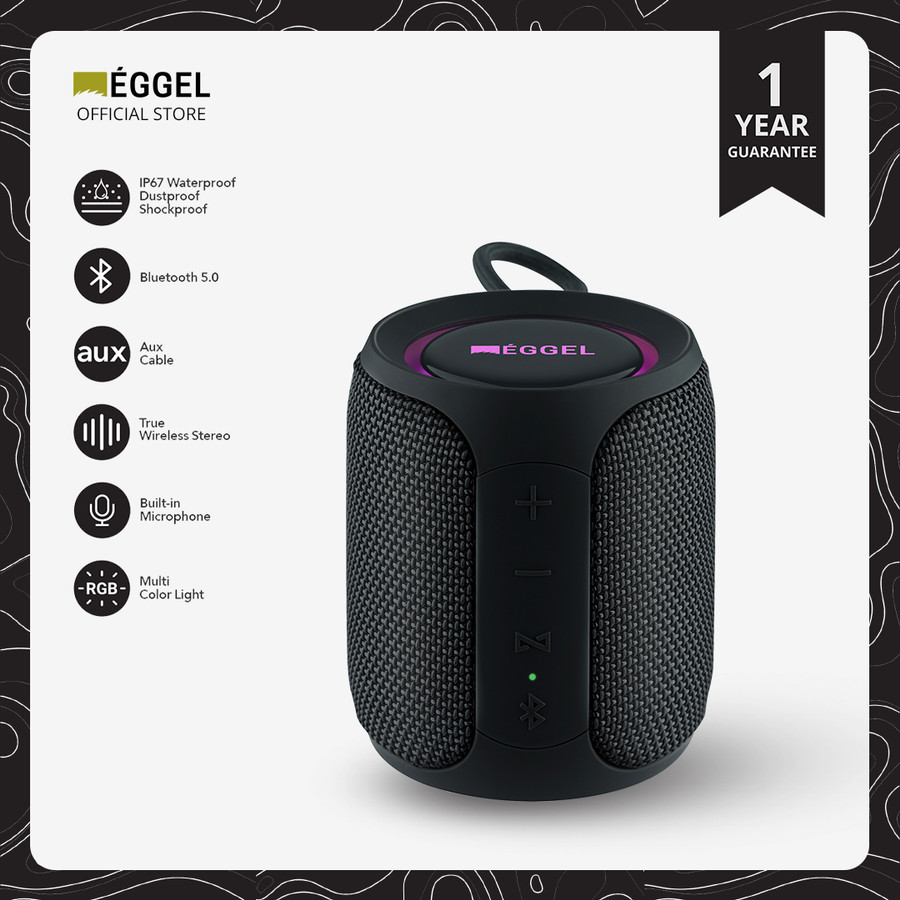 ÉGGEL
OFFICIAL STORE
1
YEAR
GUARANTEE
IP67 Waterproof
Dustproof
Shockproof
Bluetooth 5.0
aux
Aux
Cable
True
Wireless Stereo
Built-in
Microphone
RGB
Multi
Color Light
ÉGGEL